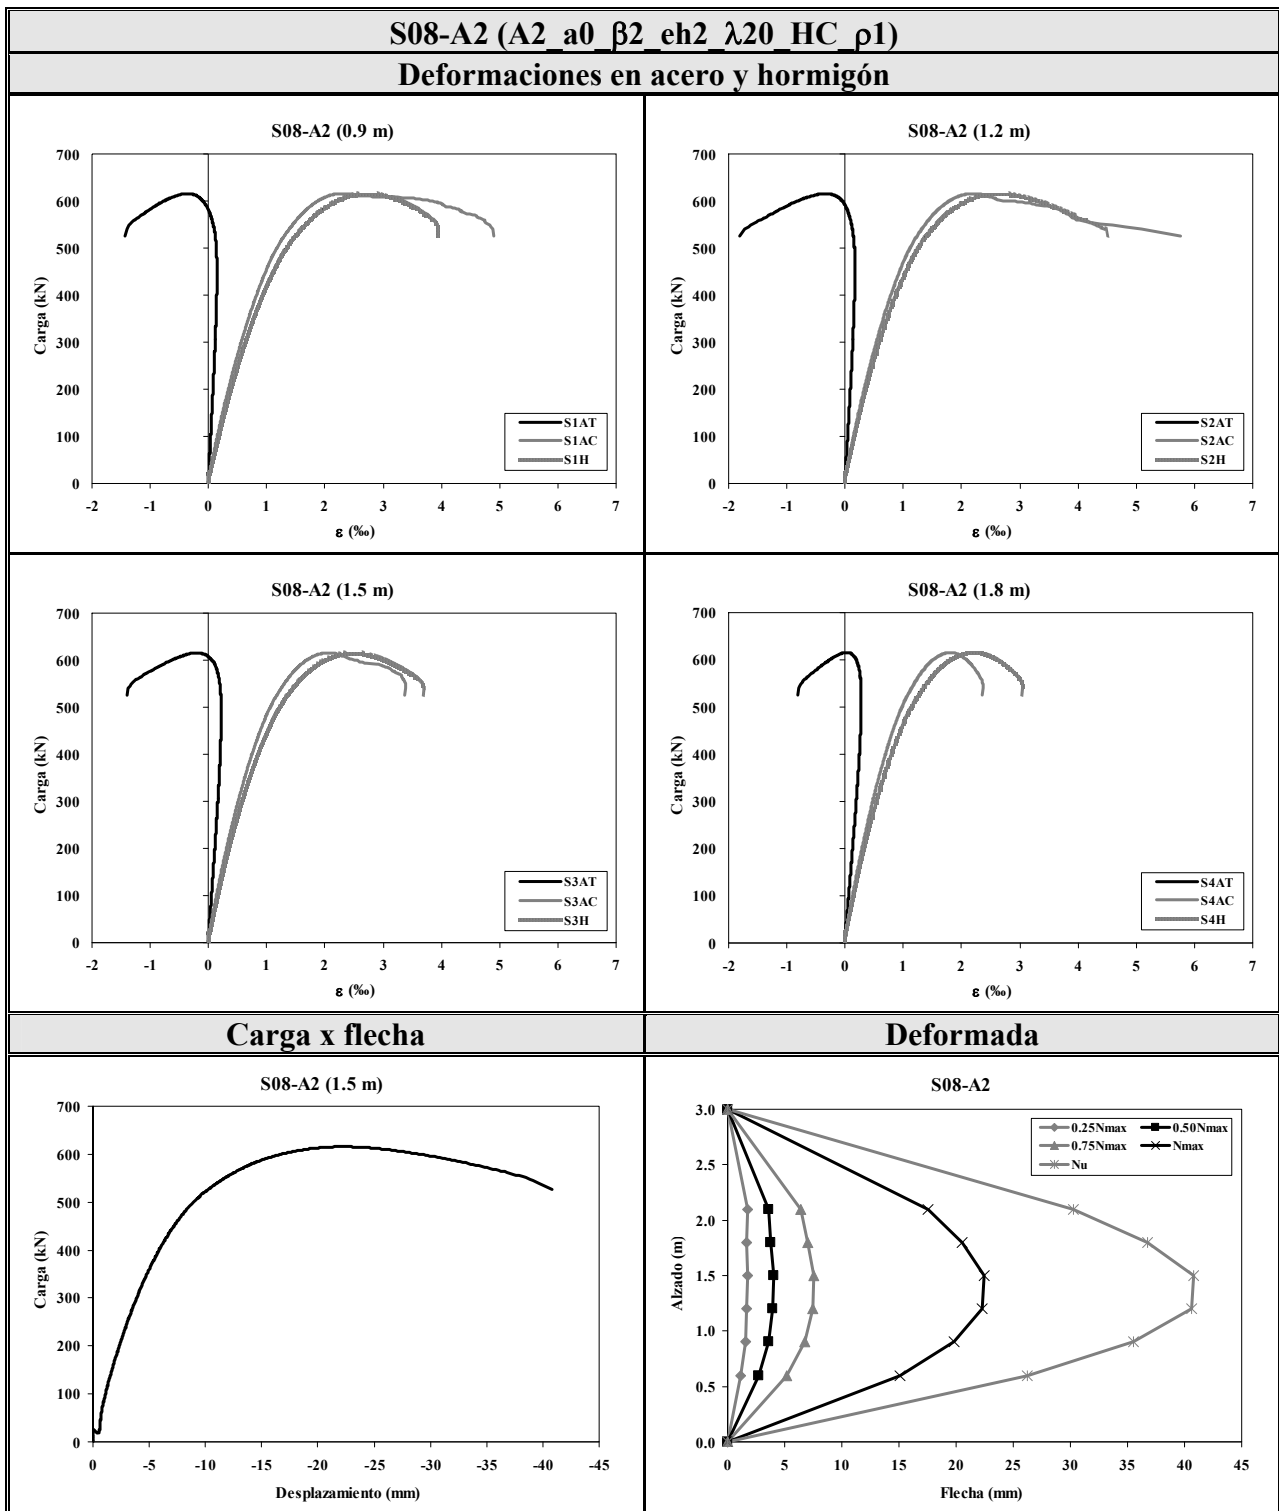 S08-A2 (A2_a0_β2_eh2_λ20_HC_ρ1)
Deformaciones en acero y hormigón
S08-A2 (0.9 m)
700
600
500
400
300
200
100
0
Carga (kN)
-2 -1 0 1 2 3 4 5 6 7
ε (‰)
S1AT
S1AC
S1H
S08-A2 (1.2 m)
700
600
500
400
300
200
100
0
Carga (kN)
-2 -1 0 1 2 3 4 5 6 7
ε (‰)
S2AT
S2AC
S2H
S08-A2 (1.5 m)
700
600
500
400
300
200
100
0
Carga (kN)
-2 -1 0 1 2 3 4 5 6 7
ε (‰)
S3AT
S3AC
S3H
S08-A2 (1.8 m)
700
600
500
400
300
200
100
0
Carga (kN)
-2 -1 0 1 2 3 4 5 6 7
ε (‰)
S4AT
S4AC
S4H
Carga x flecha
S08-A2 (1.5 m)
700
600
500
400
300
200
100
0
Carga (kN)
0 -5 -10 -15 -20 -25 -30 -35 -40 -45
Desplazamiento (mm)
Deformada
S08-A2
3.0
2.5
2.0
1.5
1.0
0.5
0.0
Alzado (m)
0 5 10 15 20 25 30 35 40 45
Flecha (mm)
0.25Nmax 0.50Nmax
0.75Nmax Nmax
Nu